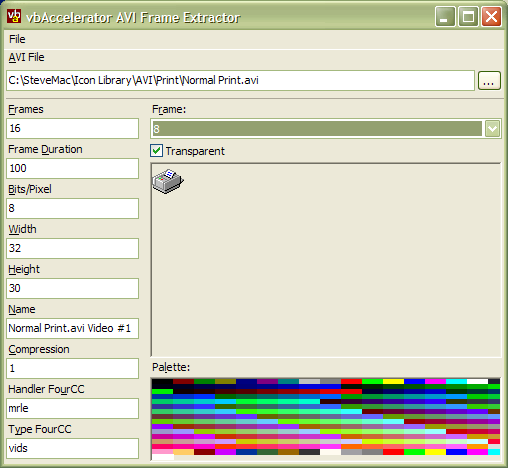 vbAccelerator AVI Frame Extractor
File
AVI File
C:\SteveMac\Icon Library\AVI\Print\Normal Print.avi
...
Frames
16
Frame Duration
100
Bits/Pixel
8
Width
32
Height
30
Name
Normal Print.avi Video #1
Compression
1
Handler FourCC
mrle
Type FourCC
vids
Frame:
8
Transparent
Palette: